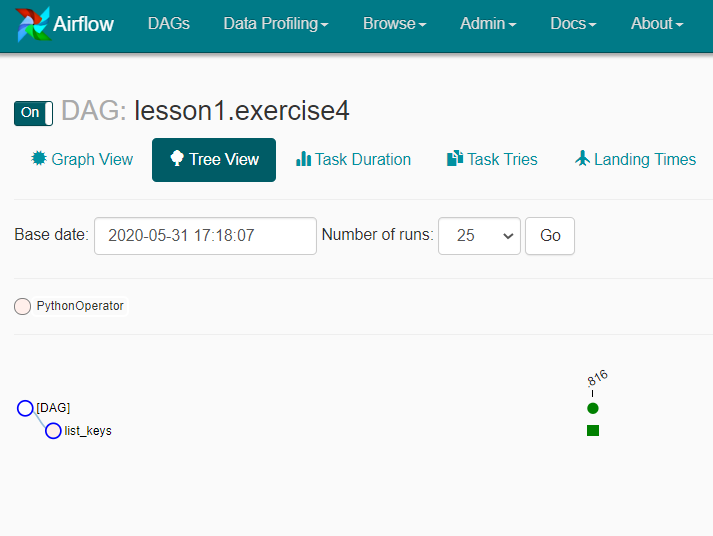 Airflow DAGs Data Profiling Browse Admin Docs About
On DAG: lesson1.exercise4
Graph View Tree View Task Duration Task Tries Landing Times
Base date: 2020-05-31 17:18:07 Number of runs: 25 Go
PythonOperator
.816
[DAG]
list_keys